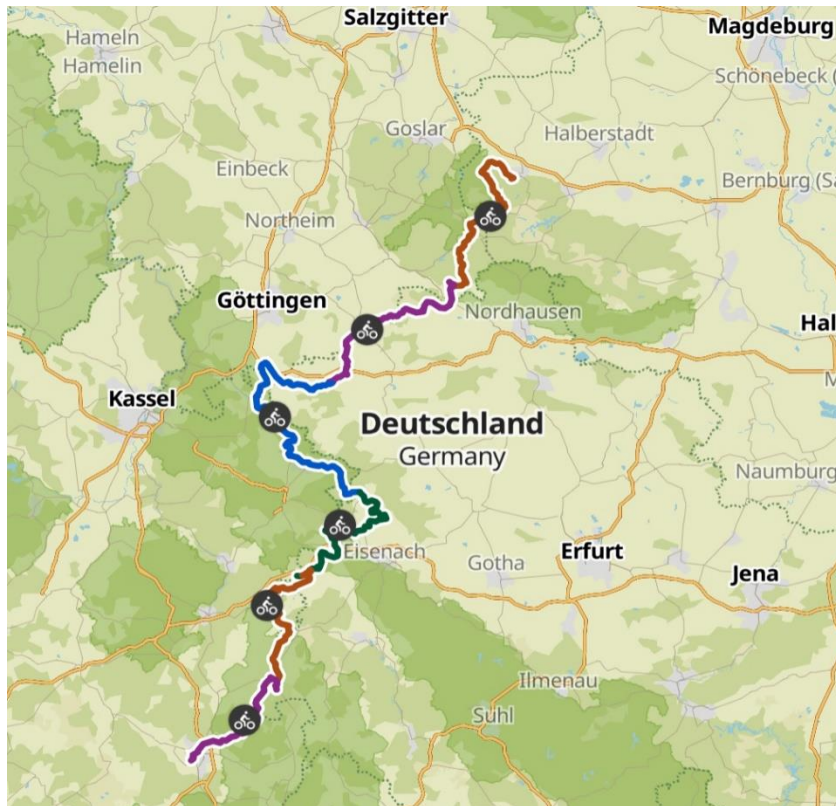 Salzgitter
Magdeburg
Hameln
Hamelin
Schönebeck (
Goslar
Halberstadt
Einbeck
Bernburg (Sa
Northeim
Göttingen
Nordhausen
Hal
Kassel
Deutschland
Germany
Naumburg
Eisenach
Gotha
Erfurt
Jena
Ilmenau
Suhl